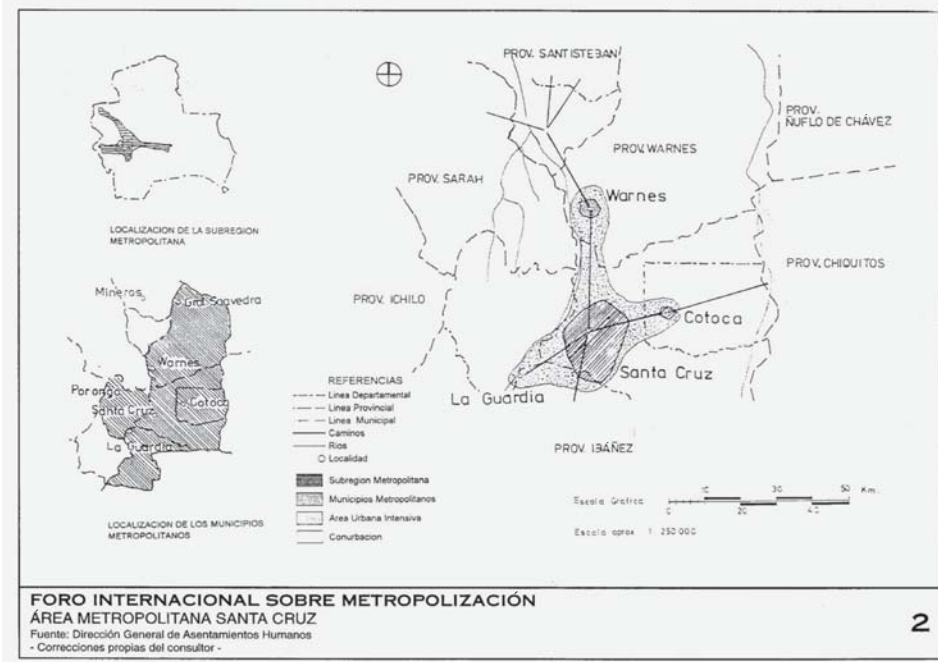 PROV. SANTISTEBAN
PROV. ÑUFLO DE CHÁVEZ
PROV. WARNES
PROV. SARAH
Warnes
LOCALIZACION DE LA SUBREGION
METROPOLITANA
PROV. CHIQUITOS
Mineros
Gral Saavedra
PROV. ICHILO
Cotoca
Warnes
Porongo
Santa Cruz
Cotoca
La Guardia
Santa Cruz
La Guardia
REFERENCIAS
Linea Departamental
Linea Provincial
Linea Municipal
Caminos
Rios
Localidad
Subregion Metropolitana
Municipios Metropolitanos
Area Urbana Intensiva
Conurbacion
PROV. IBÁÑEZ
Escala Grafica
10 30 50 Km.
0 20 40
Escala aprox 1: 250.000
LOCALIZACION DE LOS MUNICIPIOS
METROPOLITANOS
FORO INTERNACIONAL SOBRE METROPOLIZACIÓN
ÁREA METROPOLITANA SANTA CRUZ
2
Fuente: Dirección General de Asentamientos Humanos
- Correcciones propias del consultor -